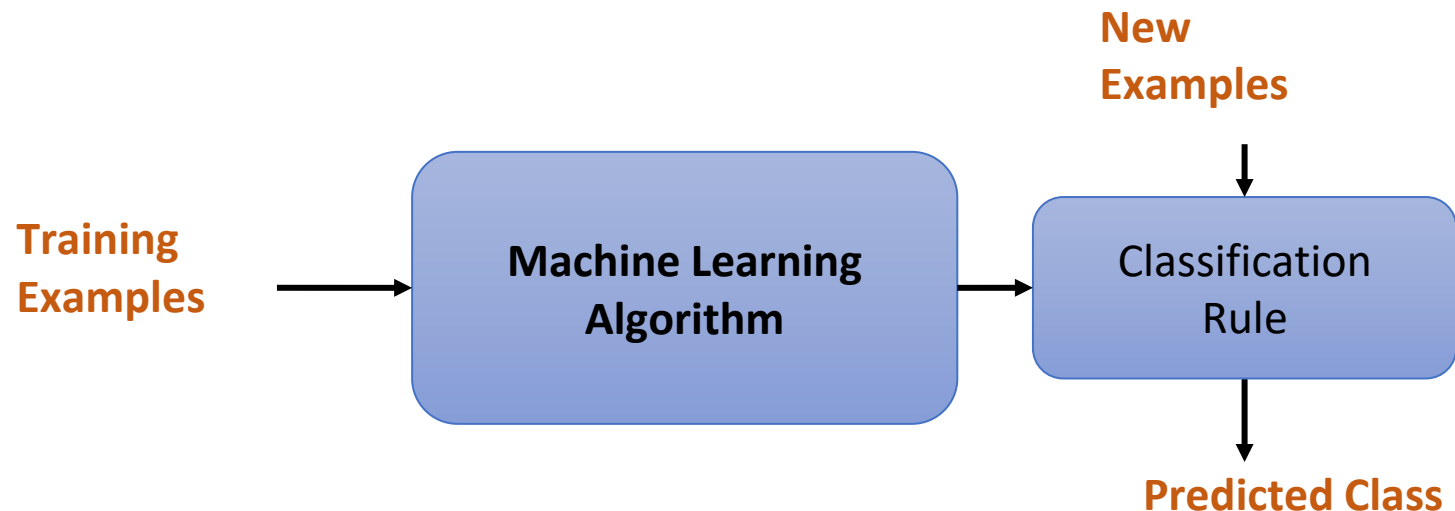 New
Examples
Training
Examples
Machine Learning
Algorithm
Classification
Rule
Predicted Class